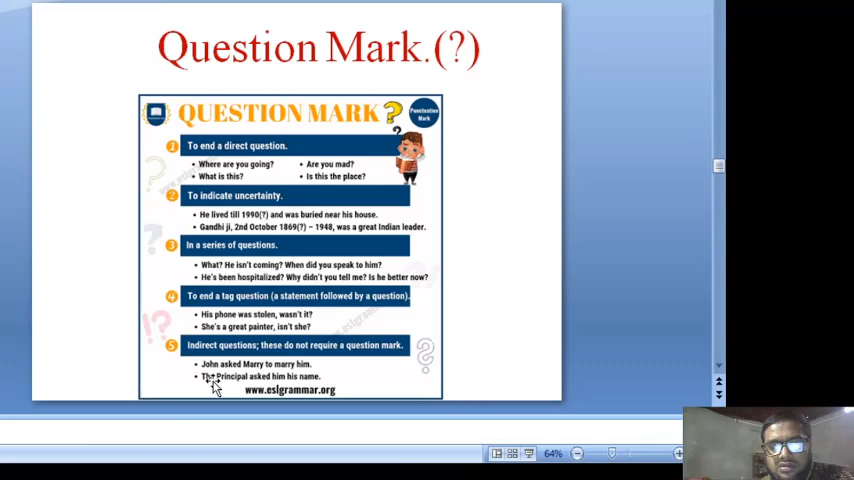 Question Mark.(?)
QUESTION MARK ?
Punctuation
Mark
1 To end a direct question.
• Where are you going? • Are you mad?
• What is this? • Is this the place?
2 To indicate uncertainty.
• He lived till 1990(?) and was buried near his house.
• Gandhi ji, 2nd October 1869(?) – 1948, was a great Indian leader.
3 In a series of questions.
• What? He isn't coming? When did you speak to him?
• He's been hospitalized? Why didn't you tell me? Is he better now?
4 To end a tag question (a statement followed by a question).
• His phone was stolen, wasn't it?
• She's a great painter, isn't she?
5 Indirect questions; these do not require a question mark.
• John asked Marry to marry him.
• The Principal asked him his name.
www.eslgrammar.org
64%